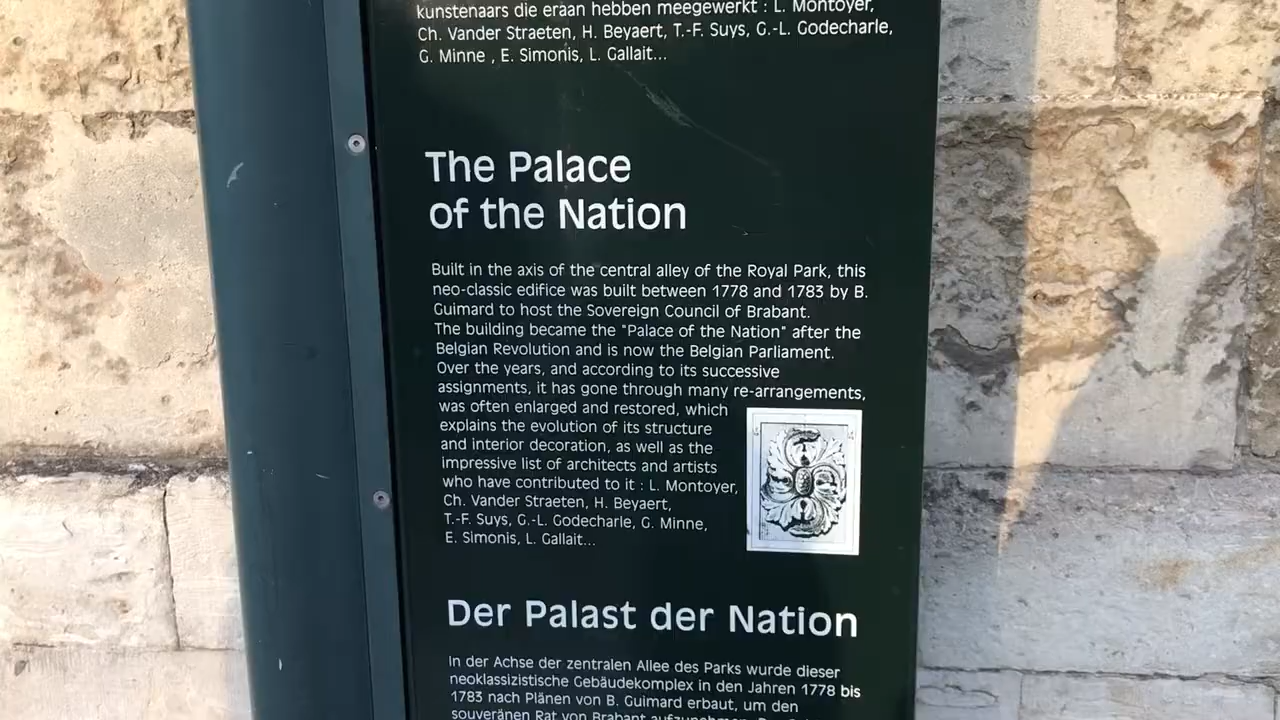 kunstenaars die eraan hebben meegewerkt : L. Montoyer,
Ch. Vander Straeten, H. Beyaert, T.-F. Suys, G.-L. Godecharle,
G. Minne , E. Simonis, L. Gallait...
The Palace
of the Nation
Built in the axis of the central alley of the Royal Park, this
neo-classic edifice was built between 1778 and 1783 by B.
Guimard to host the Sovereign Council of Brabant.
The building became the "Palace of the Nation" after the
Belgian Revolution and is now the Belgian Parliament.
Over the years, and according to its successive
assignments, it has gone through many re-arrangements,
was often enlarged and restored, which
explains the evolution of its structure
and interior decoration, as well as the
impressive list of architects and artists
who have contributed to it : L. Montoyer,
Ch. Vander Straeten, H. Beyaert,
T.-F. Suys, G.-L. Godecharle, G. Minne,
E. Simonis, L. Gallait...
Der Palast der Nation
In der Achse der zentralen Allee des Parks wurde dieser
neoklassizistische Gebäudekomplex in den Jahren 1778 bis
1783 nach Plänen von B. Guimard erbaut, um den
souveränen Rat von Brabant aufzunehmen.